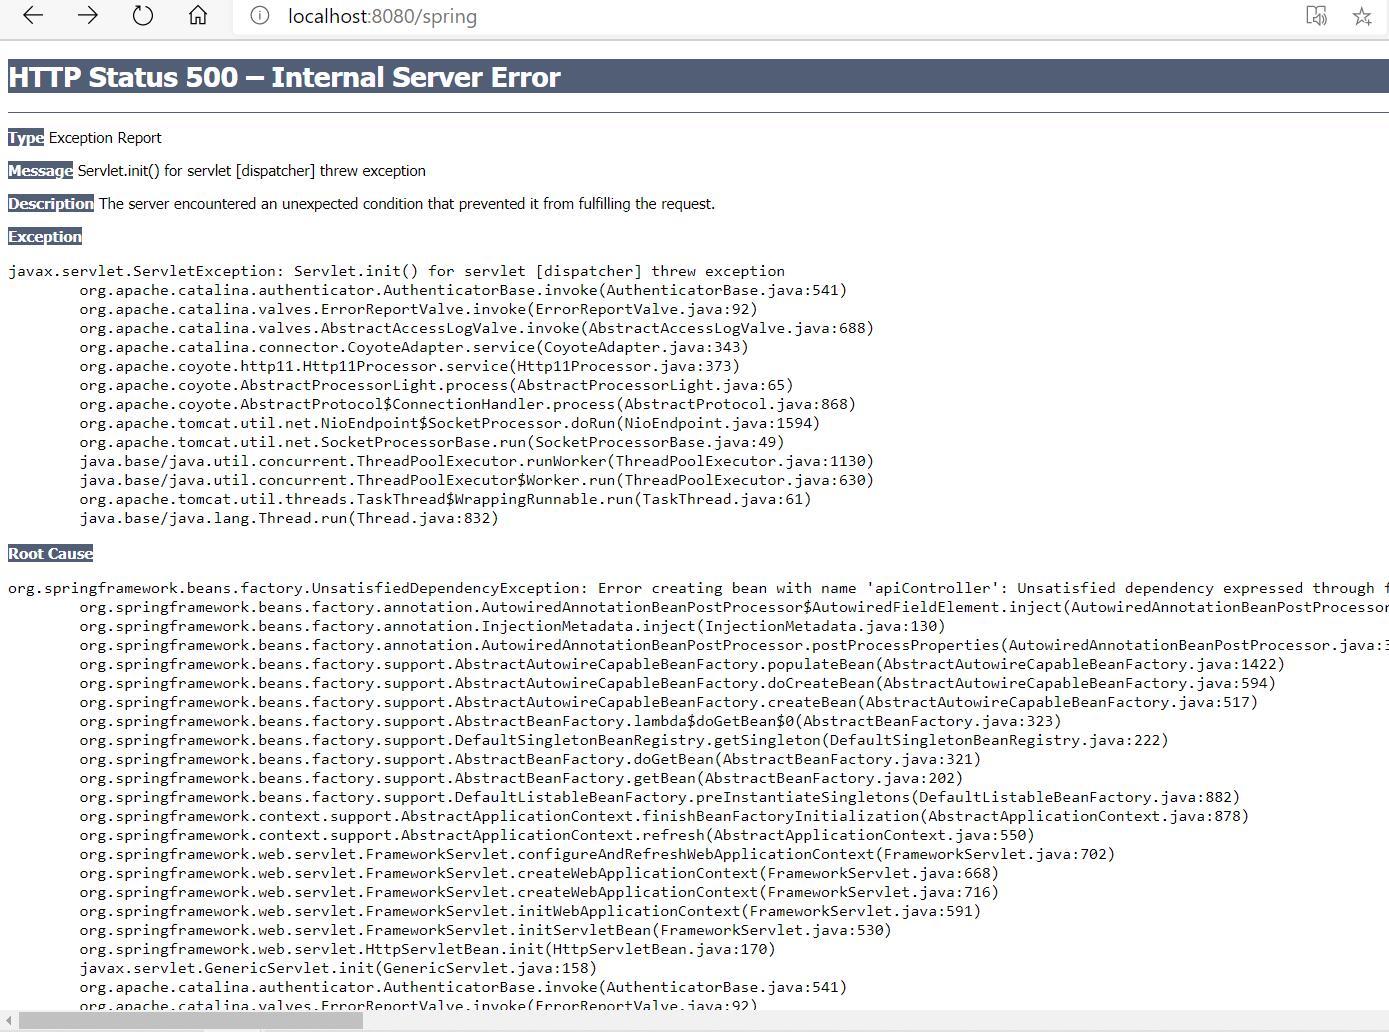 localhost:8080/spring
HTTP Status 500 – Internal Server Error
Type Exception Report
Message Servlet.init() for servlet [dispatcher] threw exception
Description The server encountered an unexpected condition that prevented it from fulfilling the request.
Exception
javax.servlet.ServletException: Servlet.init() for servlet [dispatcher] threw exception
org.apache.catalina.authenticator.AuthenticatorBase.invoke(AuthenticatorBase.java:541)
org.apache.catalina.valves.ErrorReportValve.invoke(ErrorReportValve.java:92)
org.apache.catalina.valves.AbstractAccessLogValve.invoke(AbstractAccessLogValve.java:688)
org.apache.catalina.connector.CoyoteAdapter.service(CoyoteAdapter.java:343)
org.apache.coyote.http11.Http11Processor.service(Http11Processor.java:373)
org.apache.coyote.AbstractProcessorLight.process(AbstractProcessorLight.java:65)
org.apache.coyote.AbstractProtocol$ConnectionHandler.process(AbstractProtocol.java:868)
org.apache.tomcat.util.net.NioEndpoint$SocketProcessor.doRun(NioEndpoint.java:1594)
org.apache.tomcat.util.net.SocketProcessorBase.run(SocketProcessorBase.java:49)
java.base/java.util.concurrent.ThreadPoolExecutor.runWorker(ThreadPoolExecutor.java:1130)
java.base/java.util.concurrent.ThreadPoolExecutor$Worker.run(ThreadPoolExecutor.java:630)
org.apache.tomcat.util.threads.TaskThread$WrappingRunnable.run(TaskThread.java:61)
java.base/java.lang.Thread.run(Thread.java:832)
Root Cause
org.springframework.beans.factory.UnsatisfiedDependencyException: Error creating bean with name 'apiController': Unsatisfied dependency expressed through f
org.springframework.beans.factory.annotation.AutowiredAnnotationBeanPostProcessor$AutowiredFieldElement.inject(AutowiredAnnotationBeanPostProcessor
org.springframework.beans.factory.annotation.InjectionMetadata.inject(InjectionMetadata.java:130)
org.springframework.beans.factory.annotation.AutowiredAnnotationBeanPostProcessor.postProcessProperties(AutowiredAnnotationBeanPostProcessor.java:3
org.springframework.beans.factory.support.AbstractAutowireCapableBeanFactory.populateBean(AbstractAutowireCapableBeanFactory.java:1422)
org.springframework.beans.factory.support.AbstractAutowireCapableBeanFactory.doCreateBean(AbstractAutowireCapableBeanFactory.java:594)
org.springframework.beans.factory.support.AbstractAutowireCapableBeanFactory.createBean(AbstractAutowireCapableBeanFactory.java:517)
org.springframework.beans.factory.support.AbstractBeanFactory.lambda$doGetBean$0(AbstractBeanFactory.java:323)
org.springframework.beans.factory.support.DefaultSingletonBeanRegistry.getSingleton(DefaultSingletonBeanRegistry.java:222)
org.springframework.beans.factory.support.AbstractBeanFactory.doGetBean(AbstractBeanFactory.java:321)
org.springframework.beans.factory.support.AbstractBeanFactory.getBean(AbstractBeanFactory.java:202)
org.springframework.beans.factory.support.DefaultListableBeanFactory.preInstantiateSingletons(DefaultListableBeanFactory.java:882)
org.springframework.context.support.AbstractApplicationContext.finishBeanFactoryInitialization(AbstractApplicationContext.java:878)
org.springframework.context.support.AbstractApplicationContext.refresh(AbstractApplicationContext.java:550)
org.springframework.web.servlet.FrameworkServlet.configureAndRefreshWebApplicationContext(FrameworkServlet.java:702)
org.springframework.web.servlet.FrameworkServlet.createWebApplicationContext(FrameworkServlet.java:668)
org.springframework.web.servlet.FrameworkServlet.createWebApplicationContext(FrameworkServlet.java:716)
org.springframework.web.servlet.FrameworkServlet.initWebApplicationContext(FrameworkServlet.java:591)
org.springframework.web.servlet.FrameworkServlet.initServletBean(FrameworkServlet.java:530)
org.springframework.web.servlet.HttpServletBean.init(HttpServletBean.java:170)
javax.servlet.GenericServlet.init(GenericServlet.java:158)
org.apache.catalina.authenticator.AuthenticatorBase.invoke(AuthenticatorBase.java:541)
org.apache.catalina.valves.ErrorReportValve.invoke(ErrorReportValve.java:92)